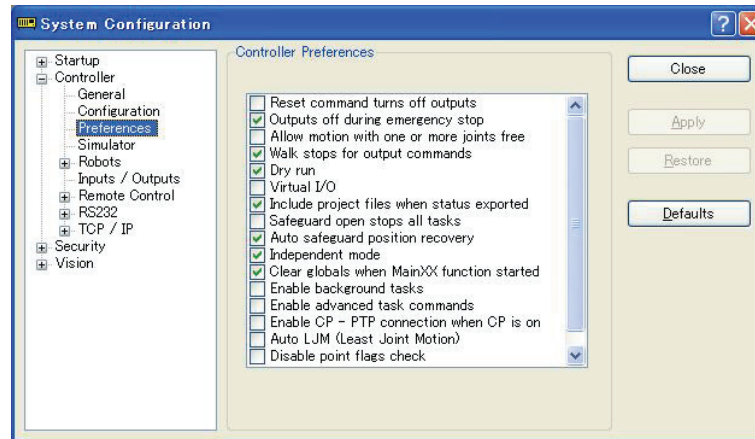 System Configuration
Startup
Controller
General
Configuration
Preferences
Simulator
Robots
Inputs / Outputs
Remote Control
RS232
TCP / IP
Security
Vision
Controller Preferences
Reset command turns off outputs
Outputs off during emergency stop
Allow motion with one or more joints free
Walk stops for output commands
Dry run
Virtual I/O
Include project files when status exported
Safeguard open stops all tasks
Auto safeguard position recovery
Independent mode
Clear globals when MainXX function started
Enable background tasks
Enable advanced task commands
Enable CP - PTP connection when CP is on
Auto LJM (Least Joint Motion)
Disable point flags check
Close
Apply
Restore
Defaults